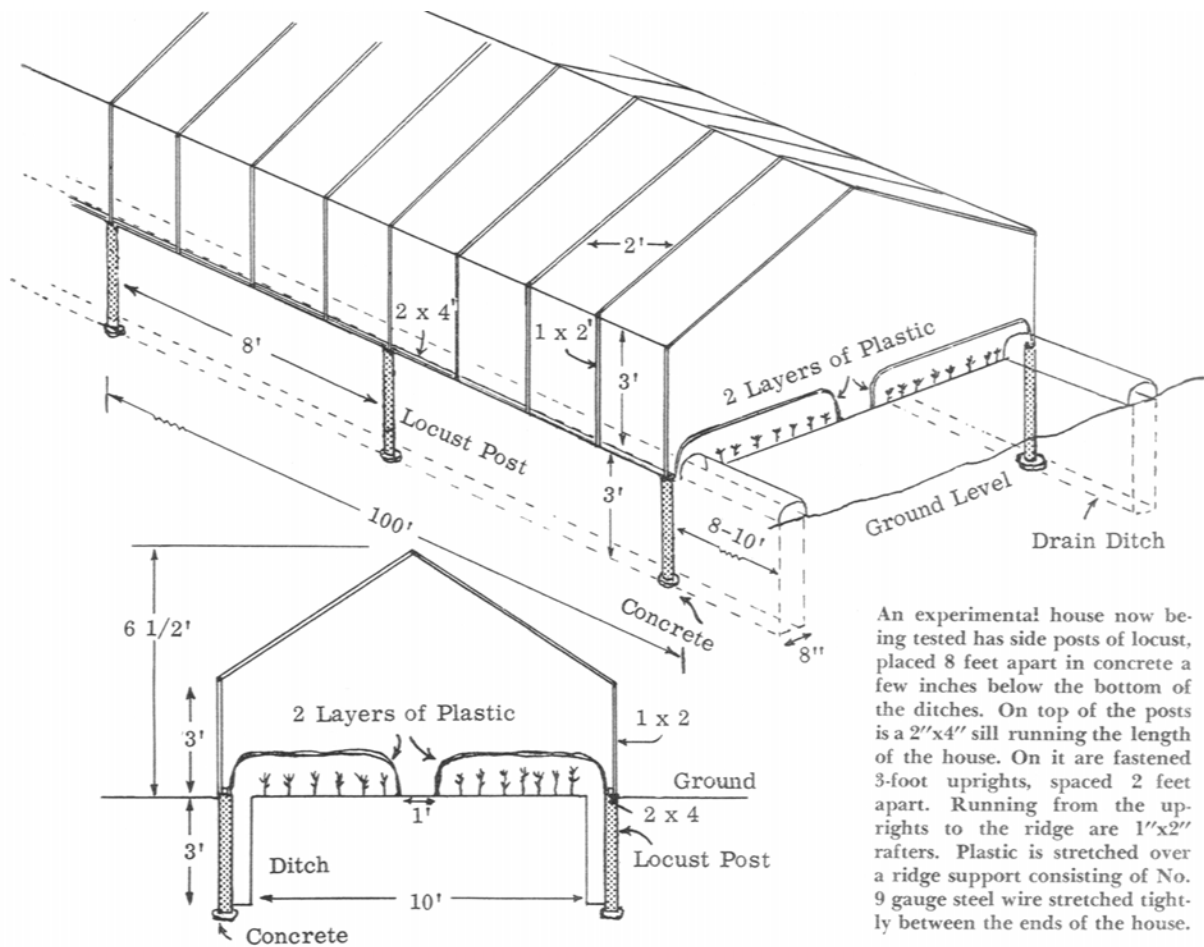 2'
2 x 4'
1 x 2'
8'
3'
2 Layers of Plastic
Locust Post
3'
Ground Level
100'
8-10'
Drain Ditch
Concrete
8"
6 1/2'
2 Layers of Plastic
1 x 2
3'
Ground
1'
2 x 4
3'
Ditch
Locust Post
10'
Concrete
An experimental house now be-
ing tested has side posts of locust,
placed 8 feet apart in concrete a
few inches below the bottom of
the ditches. On top of the posts
is a 2"x4" sill running the length
of the house. On it are fastened
3-foot uprights, spaced 2 feet
apart. Running from the up-
rights to the ridge are 1"x2"
rafters. Plastic is stretched over
a ridge support consisting of No.
9 gauge steel wire stretched tight-
ly between the ends of the house.